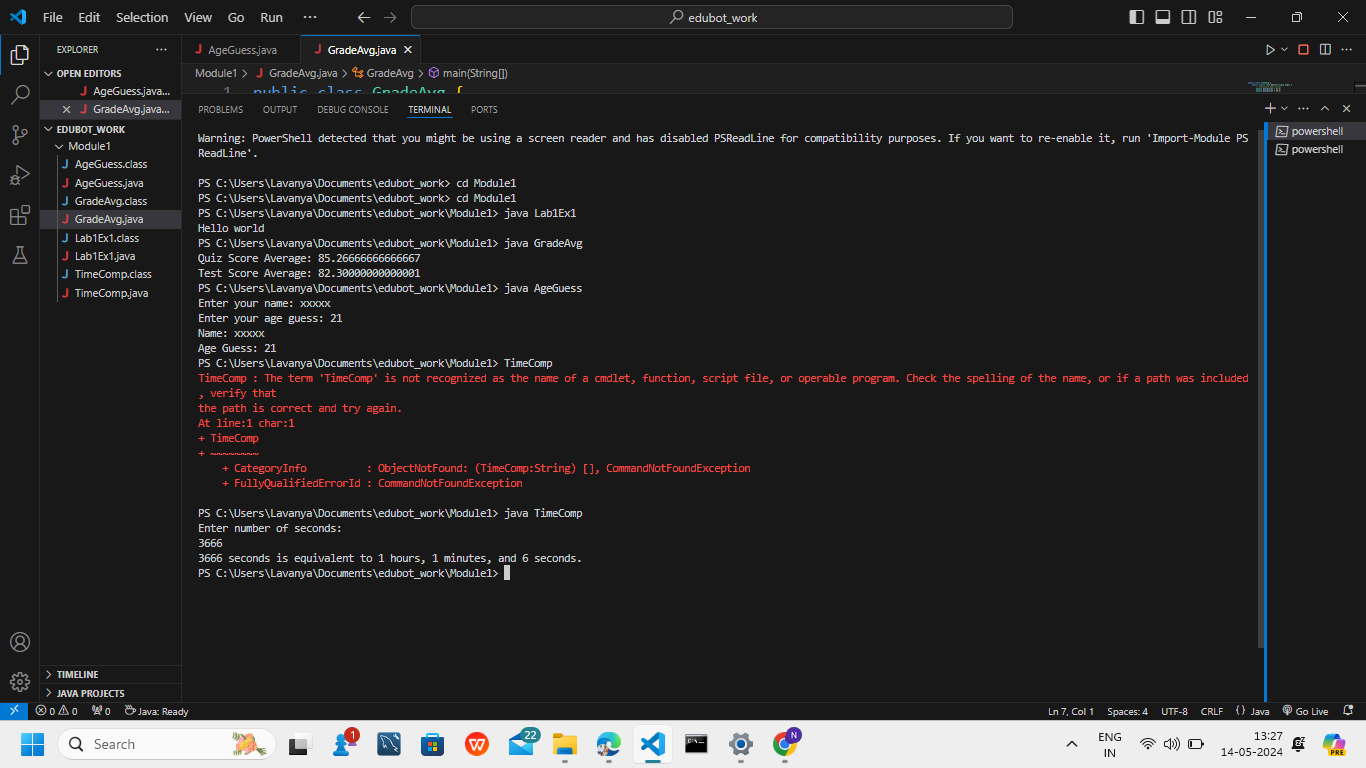 File Edit Selection View Go Run ··· edubot_work
EXPLORER ···
OPEN EDITORS
AgeGuess.java...
GradeAvg.java...
EDUBOT_WORK
Module1
AgeGuess.class
AgeGuess.java
GradeAvg.class
GradeAvg.java
Lab1Ex1.class
Lab1Ex1.java
TimeComp.class
TimeComp.java
TIMELINE
JAVA PROJECTS
AgeGuess.java GradeAvg.java
Module1 > GradeAvg.java > GradeAvg > main(String[])
1 public class GradeAvg {
PROBLEMS OUTPUT DEBUG CONSOLE TERMINAL PORTS
powershell
powershell
Warning: PowerShell detected that you might be using a screen reader and has disabled PSReadLine for compatibility purposes. If you want to re-enable it, run 'Import-Module PS
ReadLine'.
PS C:\Users\Lavanya\Documents\edubot_work> cd Module1
PS C:\Users\Lavanya\Documents\edubot_work> cd Module1
PS C:\Users\Lavanya\Documents\edubot_work\Module1> java Lab1Ex1
Hello world
PS C:\Users\Lavanya\Documents\edubot_work\Module1> java GradeAvg
Quiz Score Average: 85.26666666666667
Test Score Average: 82.30000000000001
PS C:\Users\Lavanya\Documents\edubot_work\Module1> java AgeGuess
Enter your name: xxxxx
Enter your age guess: 21
Name: xxxxx
Age Guess: 21
PS C:\Users\Lavanya\Documents\edubot_work\Module1> TimeComp
TimeComp : The term 'TimeComp' is not recognized as the name of a cmdlet, function, script file, or operable program. Check the spelling of the name, or if a path was included
, verify that
the path is correct and try again.
At line:1 char:1
+ TimeComp
+ ~~~~~~~~
+ CategoryInfo : ObjectNotFound: (TimeComp:String) [], CommandNotFoundException
+ FullyQualifiedErrorId : CommandNotFoundException
PS C:\Users\Lavanya\Documents\edubot_work\Module1> java TimeComp
Enter number of seconds:
3666
3666 seconds is equivalent to 1 hours, 1 minutes, and 6 seconds.
PS C:\Users\Lavanya\Documents\edubot_work\Module1>
0 0 0 Java: Ready Ln 7, Col 1 Spaces: 4 UTF-8 CRLF {} Java Go Live
Search 1 22 N ENG 13:27 PRE
IN 14-05-2024